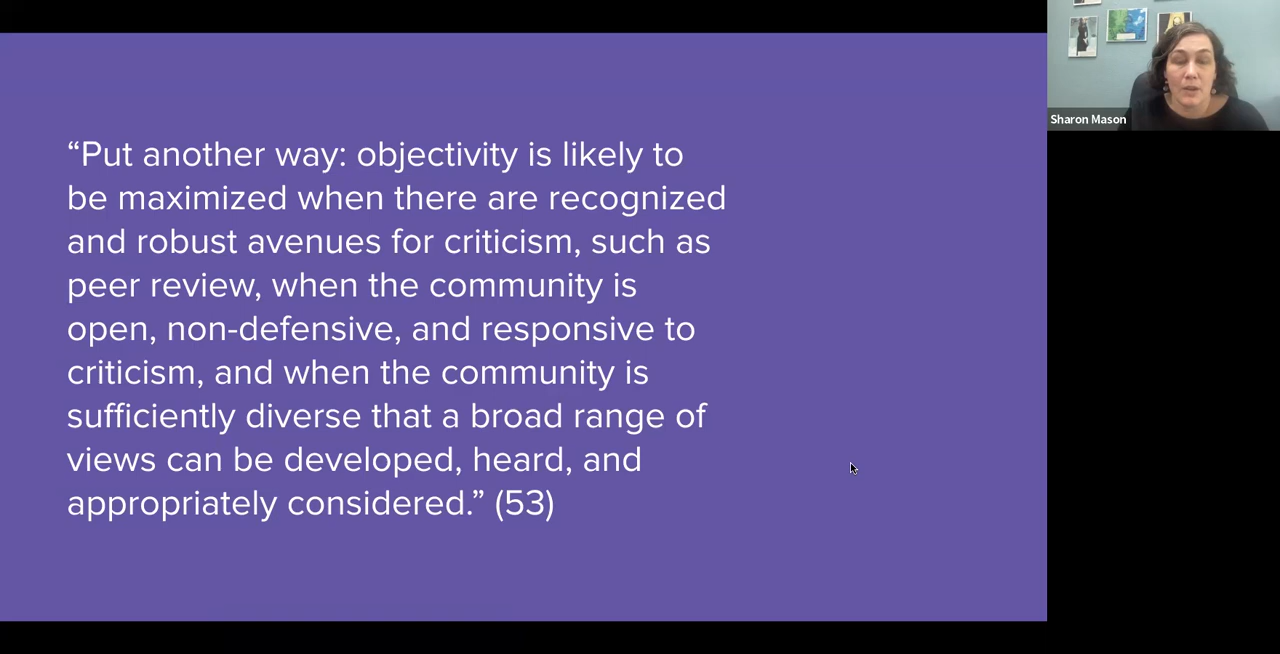 “Put another way: objectivity is likely to
be maximized when there are recognized
and robust avenues for criticism, such as
peer review, when the community is
open, non-defensive, and responsive to
criticism, and when the community is
sufficiently diverse that a broad range of
views can be developed, heard, and
appropriately considered.” (53)
Sharon Mason